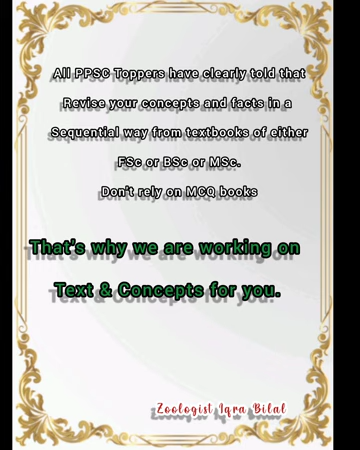 All PPSC Toppers have clearly told that
Revise your concepts and facts in a
Sequential way from textbooks of either
FSc or BSc or MSc.
Don't rely on MCQ books
That's why we are working on
Text & Concepts for you.
Zoologist Iqra Bilal